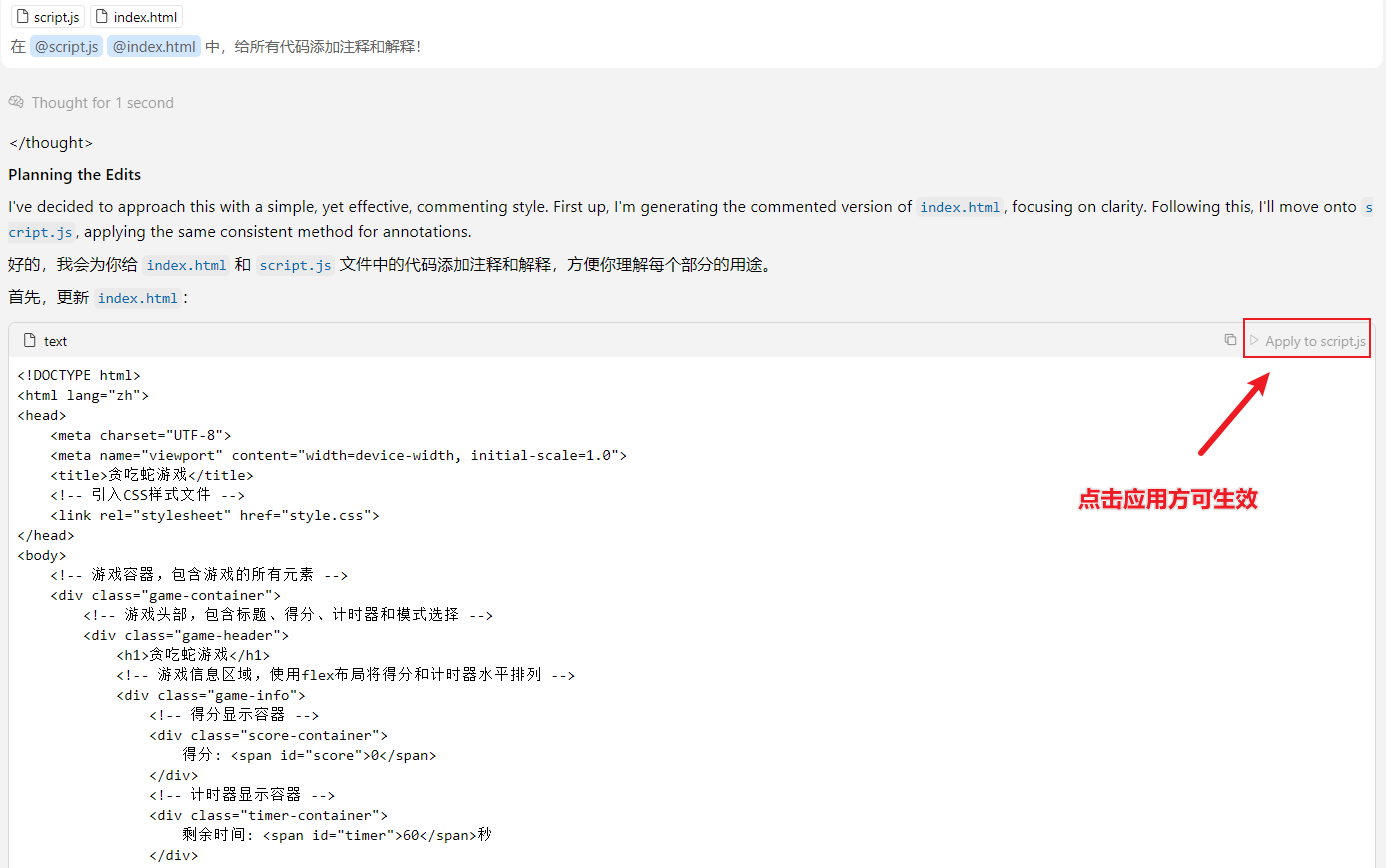 script.js index.html
在 @script.js @index.html 中，给所有代码添加注释和解释！
Thought for 1 second
</thought>
Planning the Edits
I've decided to approach this with a simple, yet effective, commenting style. First up, I'm generating the commented version of index.html, focusing on clarity. Following this, I'll move onto s
cript.js, applying the same consistent method for annotations.
好的，我会为你给 index.html 和 script.js 文件中的代码添加注释和解释，方便你理解每个部分的用途。
首先，更新 index.html：
text Apply to script.js
<!DOCTYPE html>
<html lang="zh">
<head>
    <meta charset="UTF-8">
    <meta name="viewport" content="width=device-width, initial-scale=1.0">
    <title>贪吃蛇游戏</title>
    <!-- 引入CSS样式文件 -->
    <link rel="stylesheet" href="style.css">
</head>
点击应用方可生效
<body>
    <!-- 游戏容器，包含游戏的所有元素 -->
    <div class="game-container">
        <!-- 游戏头部，包含标题、得分、计时器和模式选择 -->
        <div class="game-header">
            <h1>贪吃蛇游戏</h1>
            <!-- 游戏信息区域，使用flex布局将得分和计时器水平排列 -->
            <div class="game-info">
                <!-- 得分显示容器 -->
                <div class="score-container">
                    得分: <span id="score">0</span>
                </div>
                <!-- 计时器显示容器 -->
                <div class="timer-container">
                    剩余时间: <span id="timer">60</span>秒
                </div>